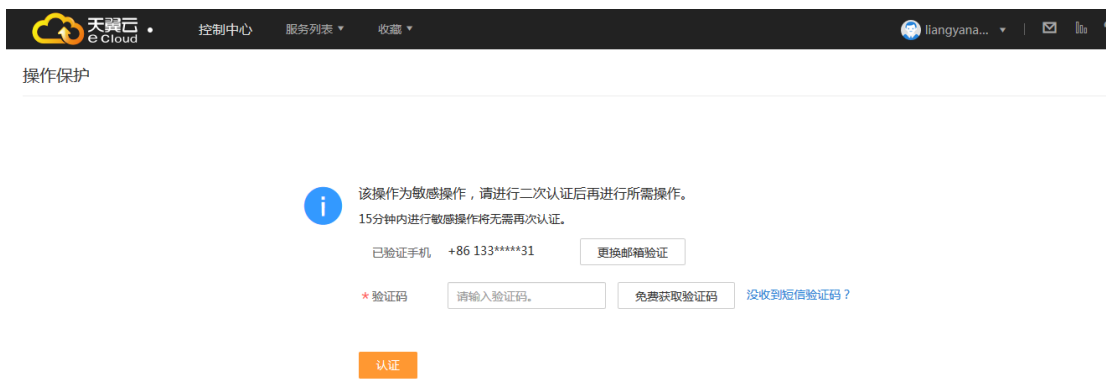 天翼云
e Cloud
控制中心 服务列表 收藏 liangyana...
操作保护
该操作为敏感操作，请进行二次认证后再进行所需操作。
15分钟内进行敏感操作将无需再次认证。
已验证手机 +86 133*****31 更换邮箱验证
*验证码 请输入验证码。 免费获取验证码 没收到短信验证码？
认证